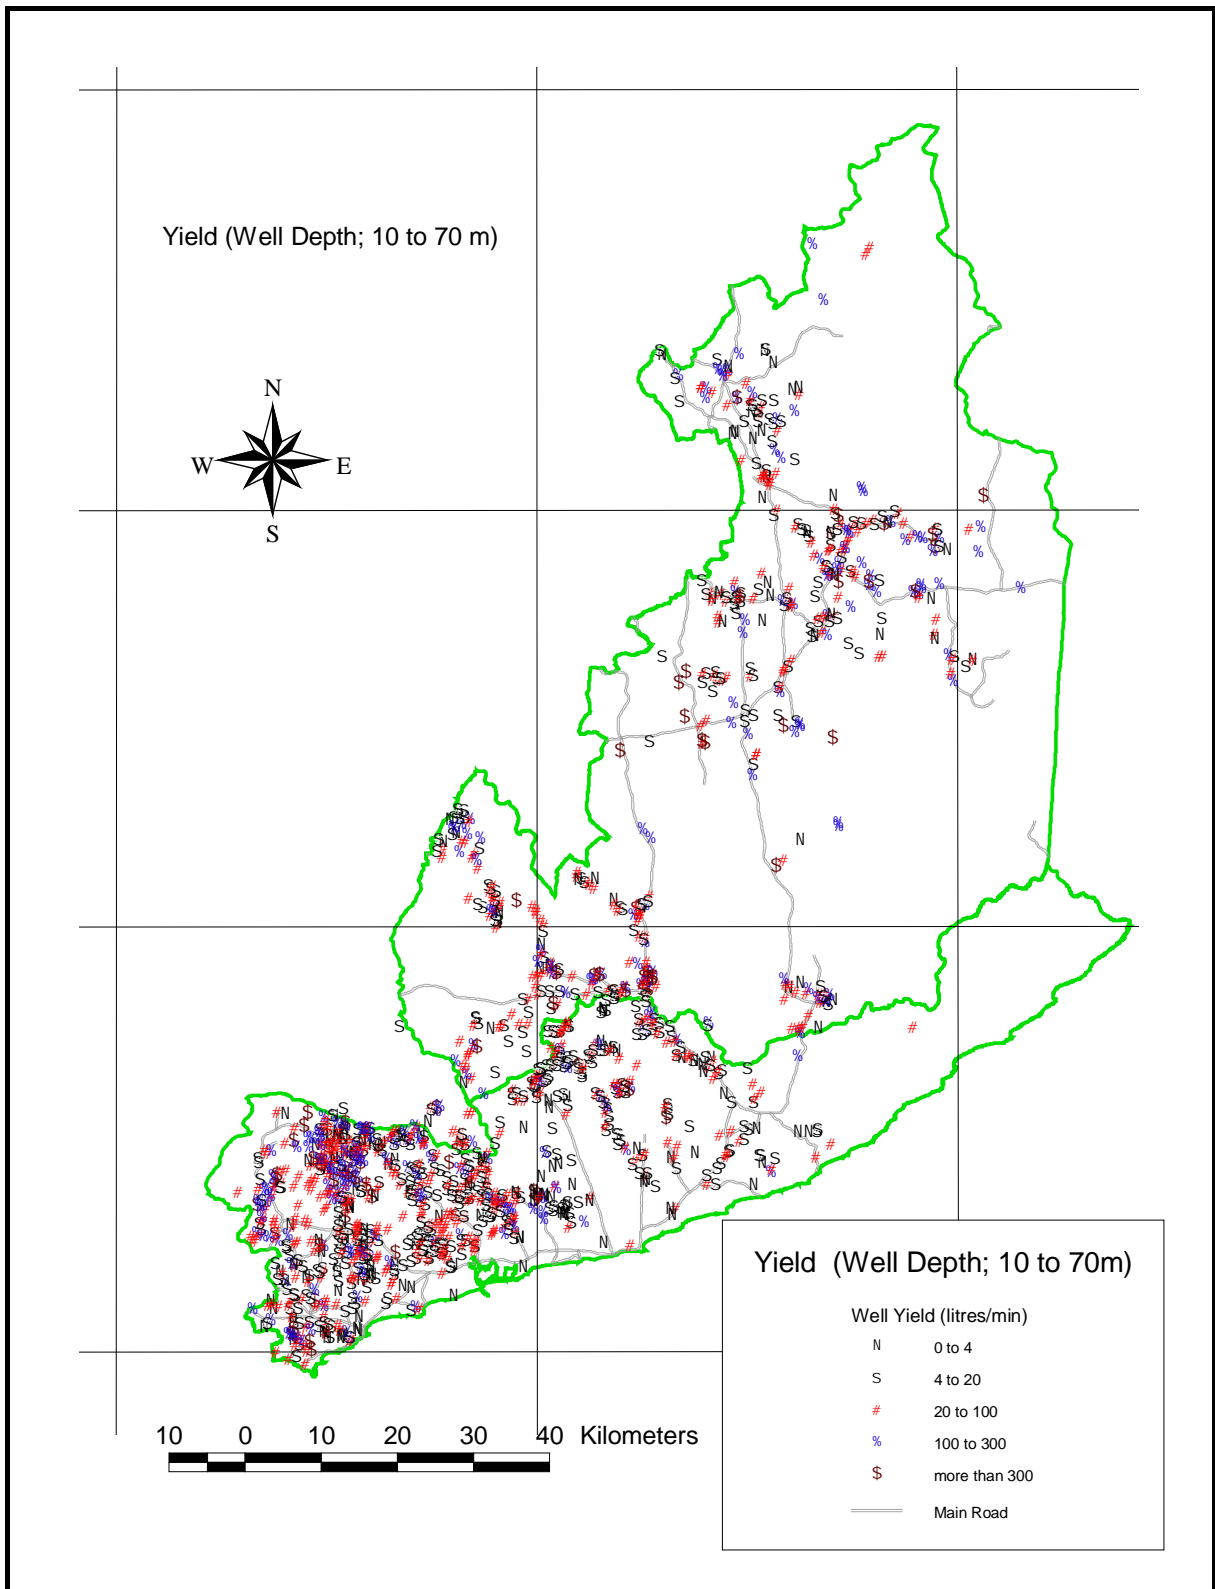 Yield (Well Depth; 10 to 70 m)
N
W E
S
10 0 10 20 30 40 Kilometers
Yield (Well Depth; 10 to 70m)
Well Yield (litres/min)
N 0 to 4
S 4 to 20
# 20 to 100
% 100 to 300
$ more than 300
Main Road